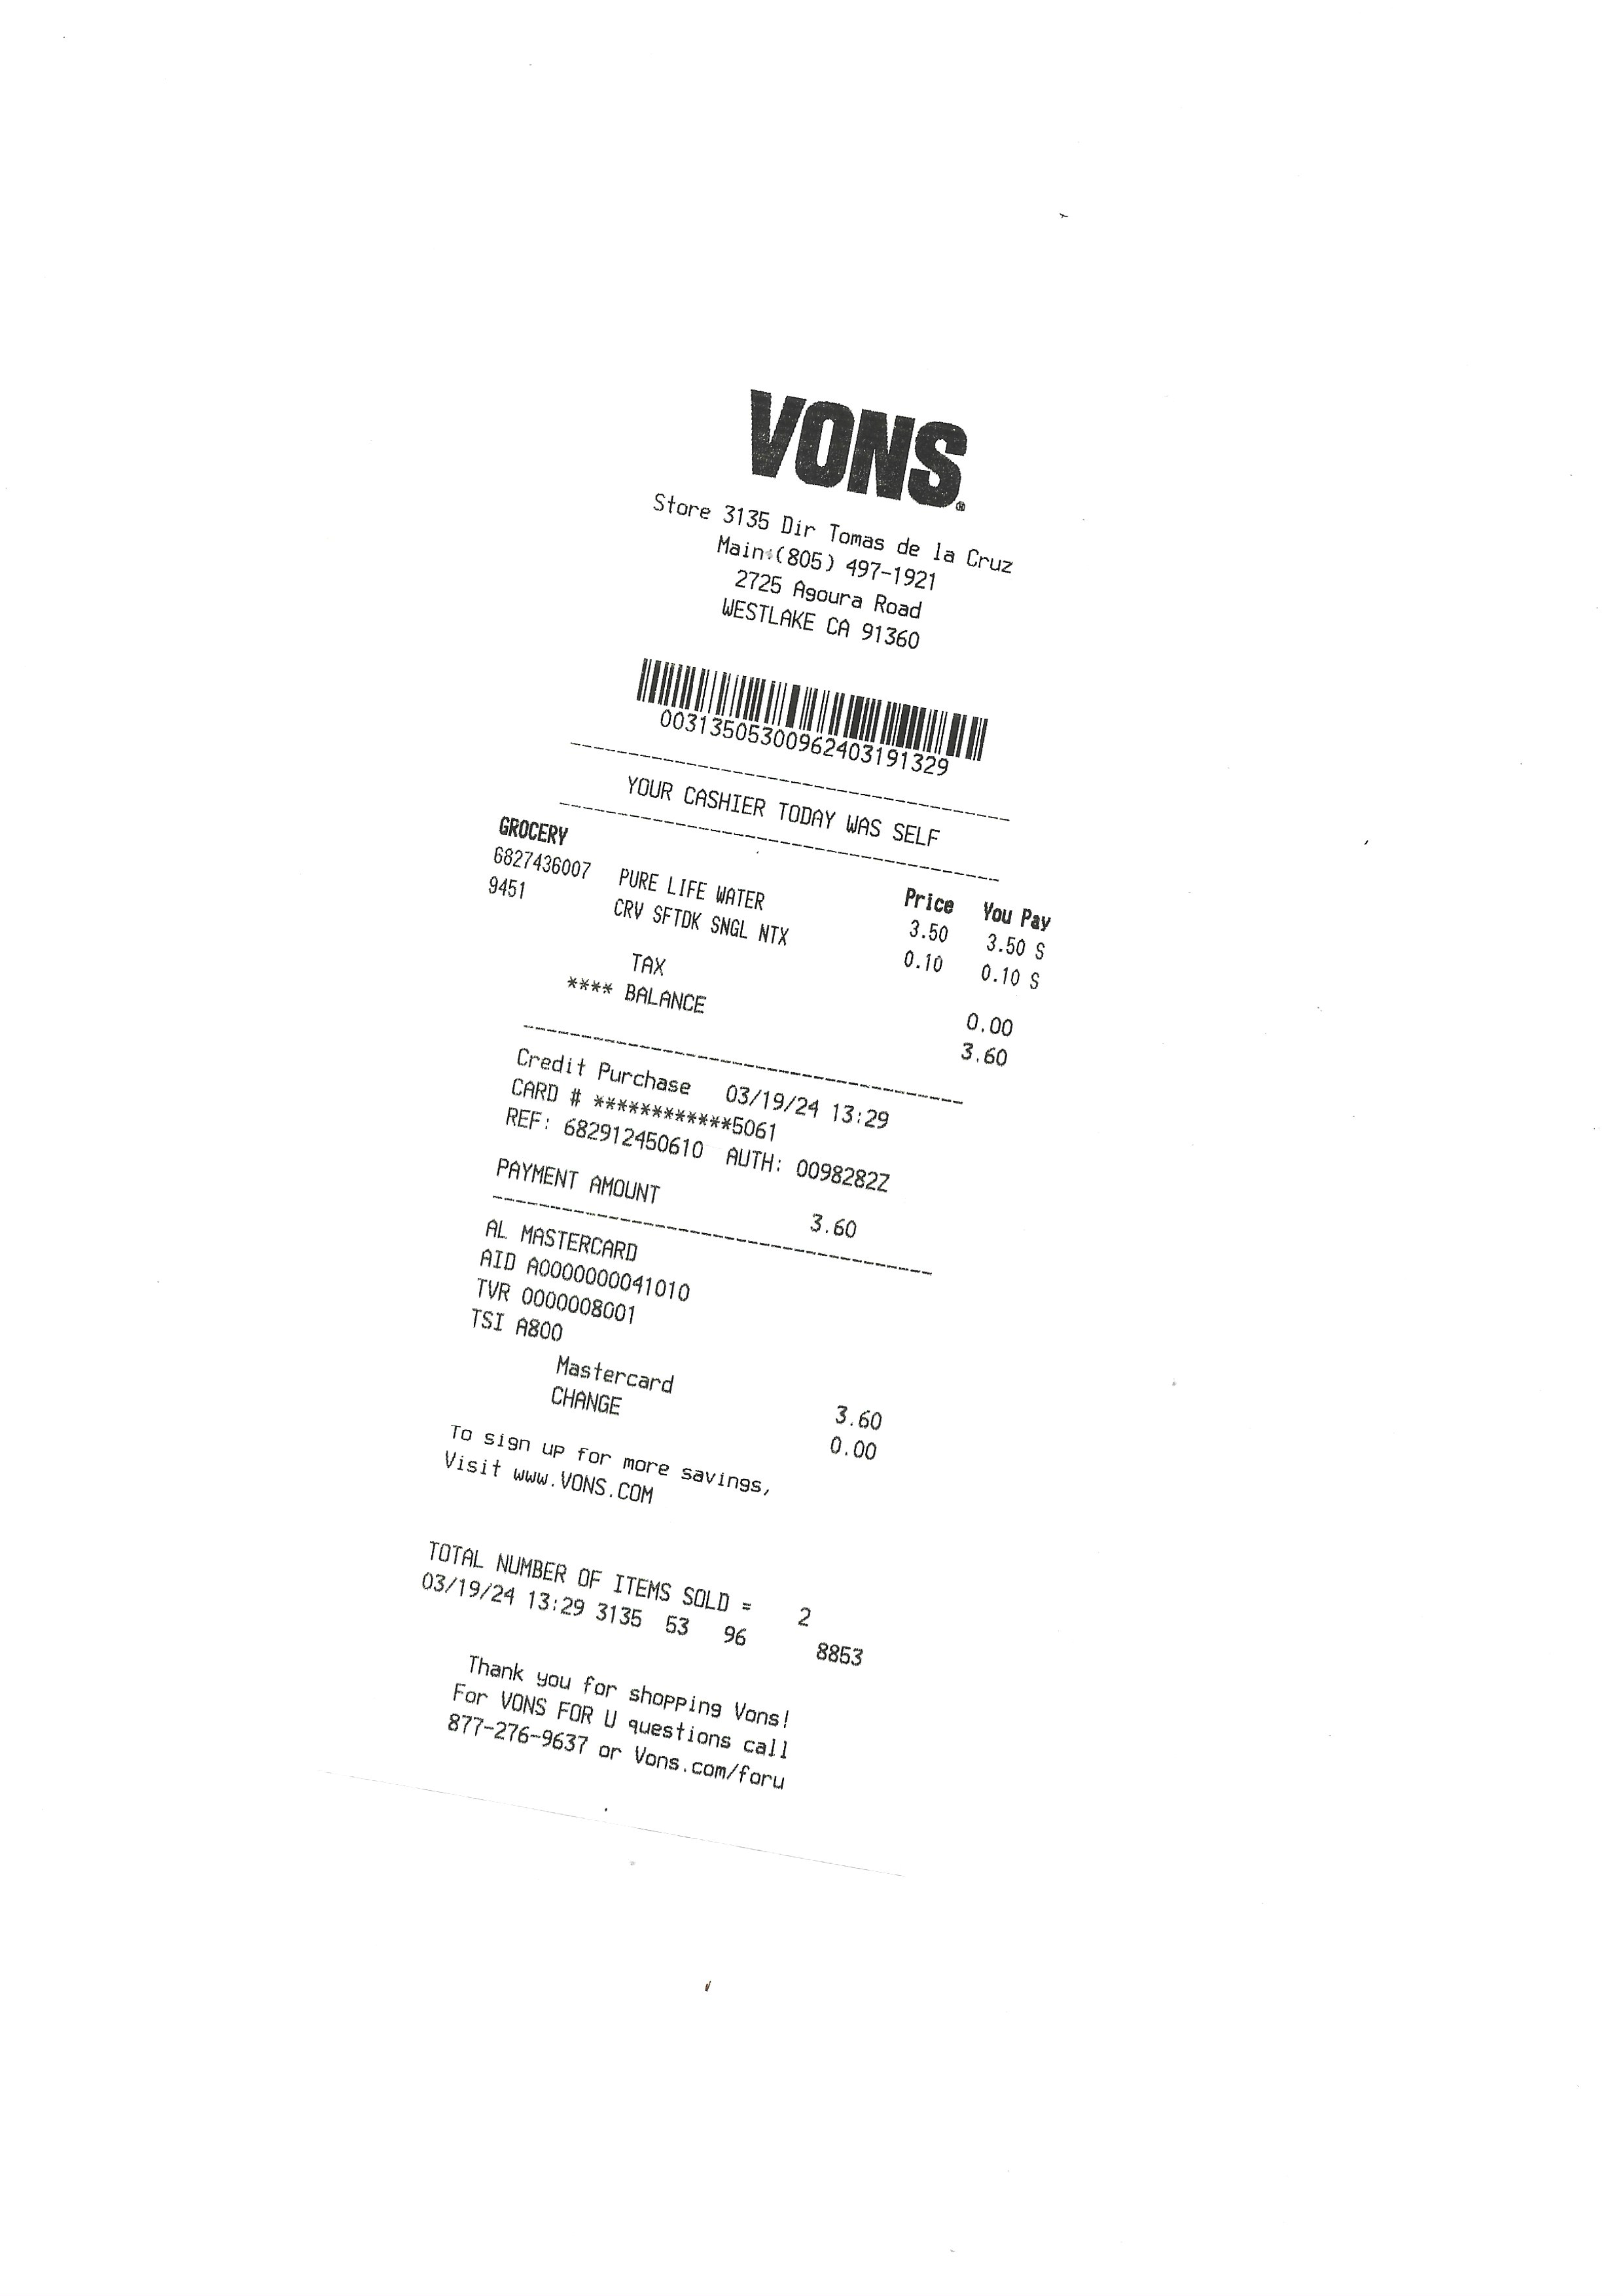 VONS®
Store 3135 Dir Tomas de la Cruz
Main:(805) 497-1921
2725 Agoura Road
WESTLAKE CA 91360
00313505300962403191329
YOUR CASHIER TODAY WAS SELF
GROCERY
Price You Pay
6827436007 PURE LIFE WATER 3.50 3.50 S
9451 CRV SFTDK SNGL NTX 0.10 0.10 S
TAX 0.00
**** BALANCE 3.60
Credit Purchase 03/19/24 13:29
CARD # ************5061
REF: 682912450610 AUTH: 0098282Z
PAYMENT AMOUNT 3.60
AL MASTERCARD
AID A0000000041010
TVR 0000008001
TSI A800
Mastercard 3.60
CHANGE 0.00
To sign up for more savings,
Visit www.VONS.COM
TOTAL NUMBER OF ITEMS SOLD = 2
03/19/24 13:29 3135 53 96 8853
Thank you for shopping Vons!
For VONS FOR U questions call
877-276-9637 or Vons.com/foru